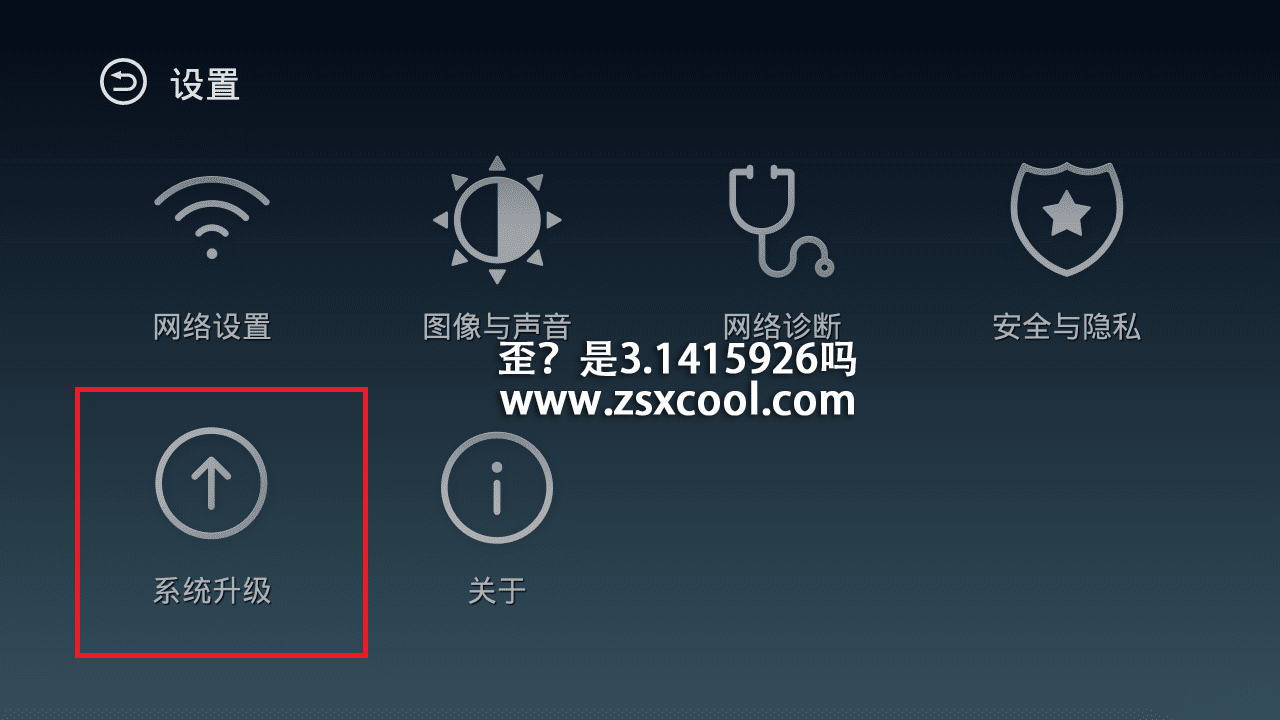 设置
网络设置
图像与声音
网络诊断
安全与隐私
歪？是3.1415926吗
www.zsxcool.com
系统升级
关于